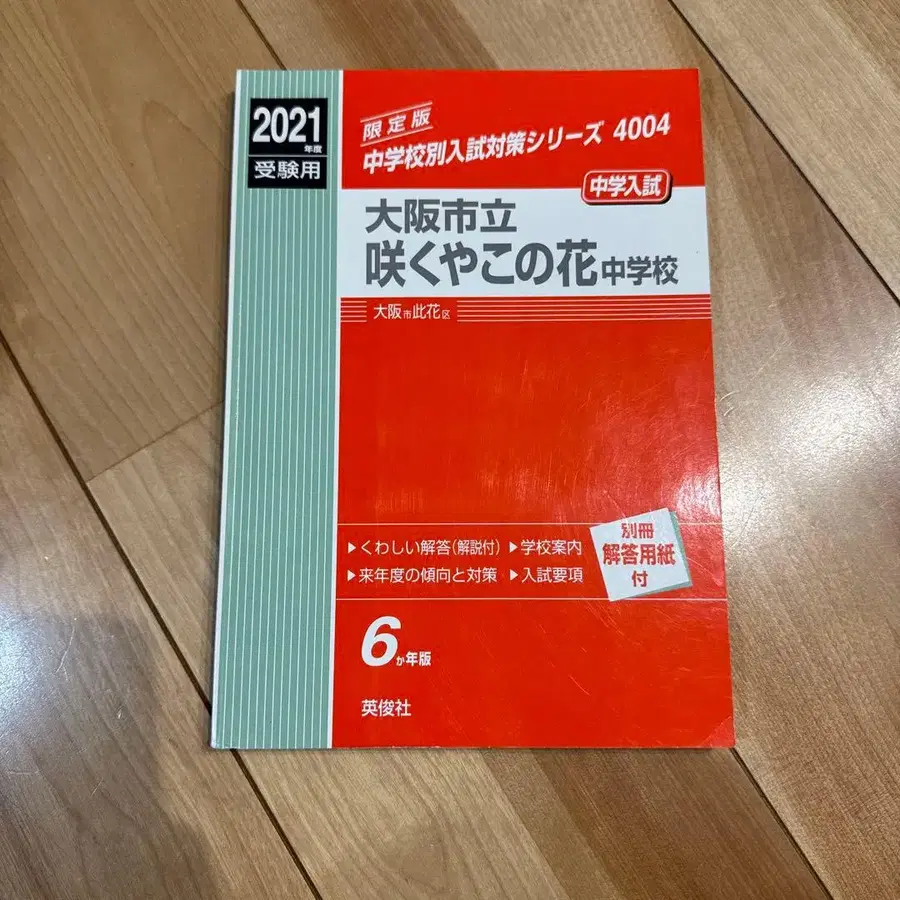 2021年度
受験用
限定版
中学校別入試対策シリーズ 4004
中学入試
大阪市立
咲くやこの花中学校
大阪市此花区
▶くわしい解答(解説付) ▶学校案内
▶来年度の傾向と対策 ▶入試要項
別冊
解答用紙
付
6か年版
英俊社